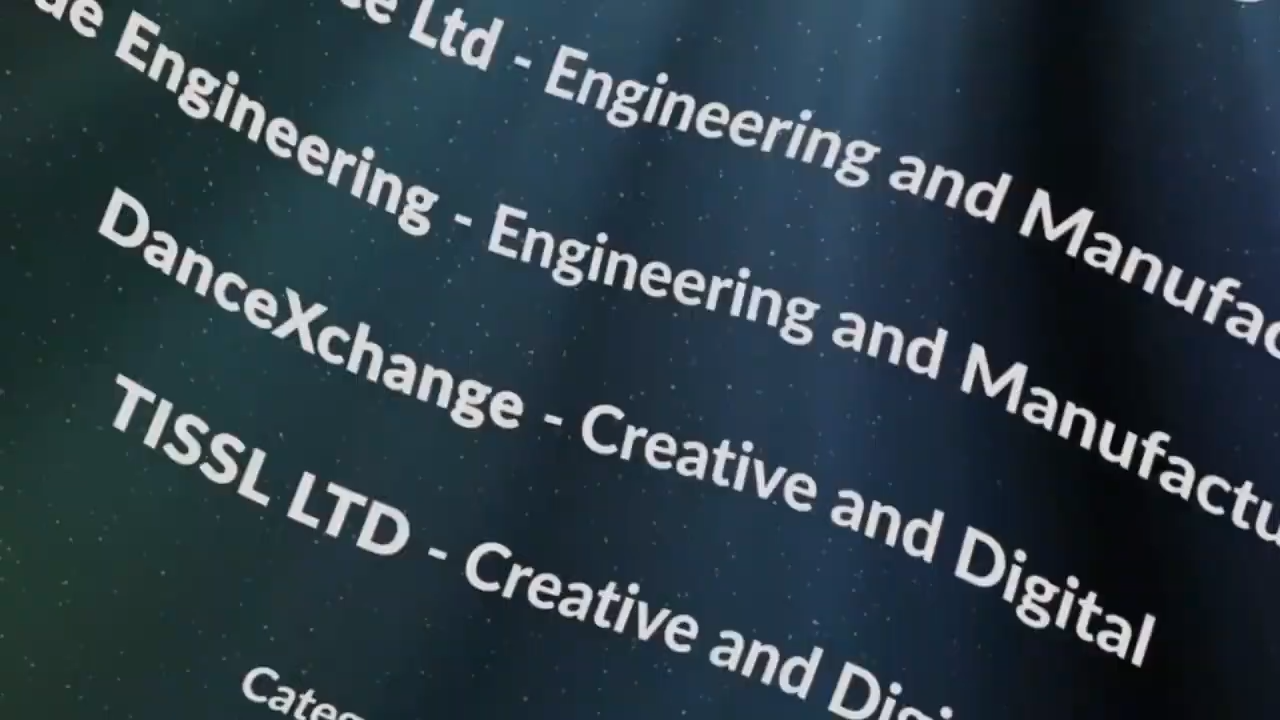 Ltd - Engineering and
Engineering - Engineering and
DanceXchange - Creative and Digital
TISSL LTD - Creative and